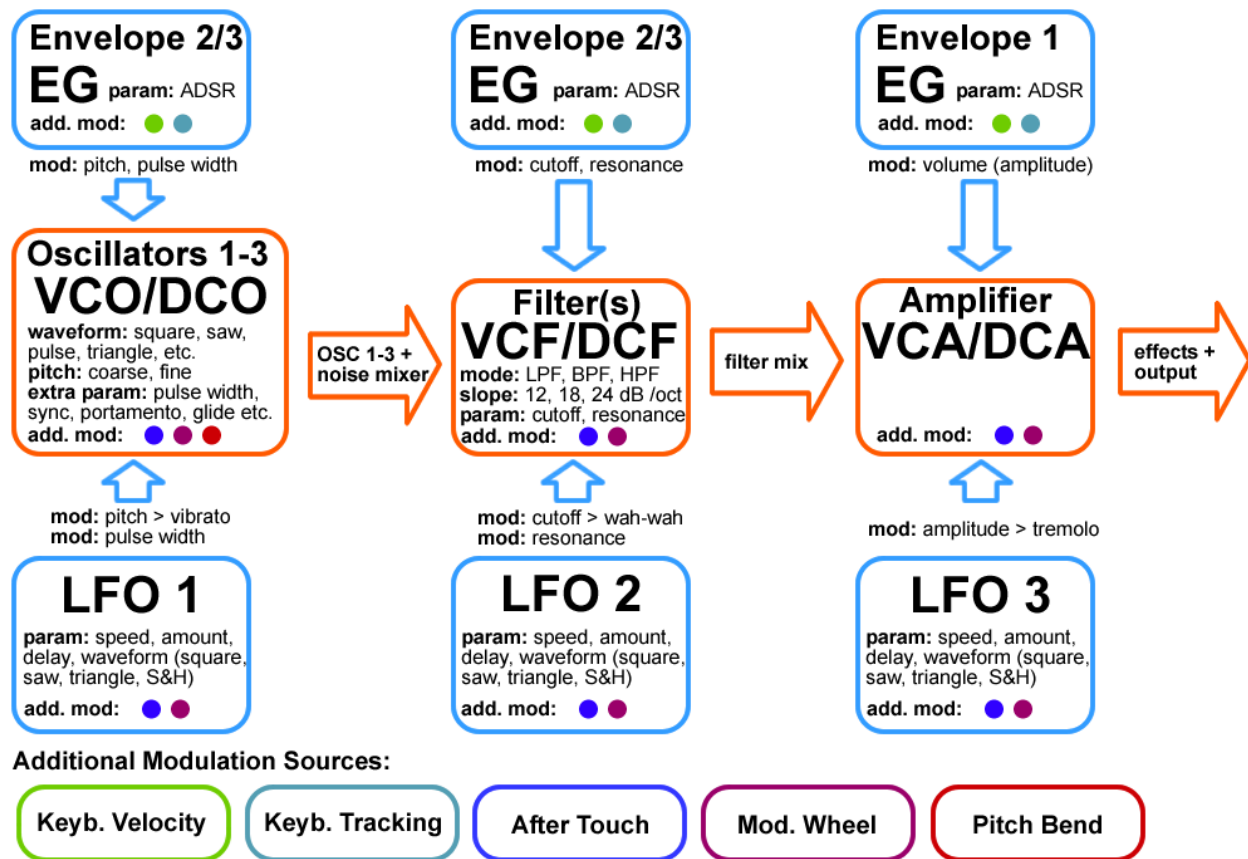 Envelope 2/3
EG param: ADSR
add. mod:
mod: pitch, pulse width
Envelope 2/3
EG param: ADSR
add. mod:
mod: cutoff, resonance
Envelope 1
EG param: ADSR
add. mod:
mod: volume (amplitude)
Oscillators 1-3
VCO/DCO
waveform: square, saw,
pulse, triangle, etc.
pitch: coarse, fine
extra param: pulse width,
sync, portamento, glide etc.
add. mod:
OSC 1-3 +
noise mixer
Filter(s)
VCF/DCF
mode: LPF, BPF, HPF
slope: 12, 18, 24 dB /oct
param: cutoff, resonance
add. mod:
filter mix
Amplifier
VCA/DCA
add. mod:
effects +
output
mod: pitch > vibrato
mod: pulse width
mod: cutoff > wah-wah
mod: resonance
mod: amplitude > tremolo
LFO 1
param: speed, amount,
delay, waveform (square,
saw, triangle, S&H)
add. mod:
LFO 2
param: speed, amount,
delay, waveform (square,
saw, triangle, S&H)
add. mod:
LFO 3
param: speed, amount,
delay, waveform (square,
saw, triangle, S&H)
add. mod:
Additional Modulation Sources:
Keyb. Velocity
Keyb. Tracking
After Touch
Mod. Wheel
Pitch Bend